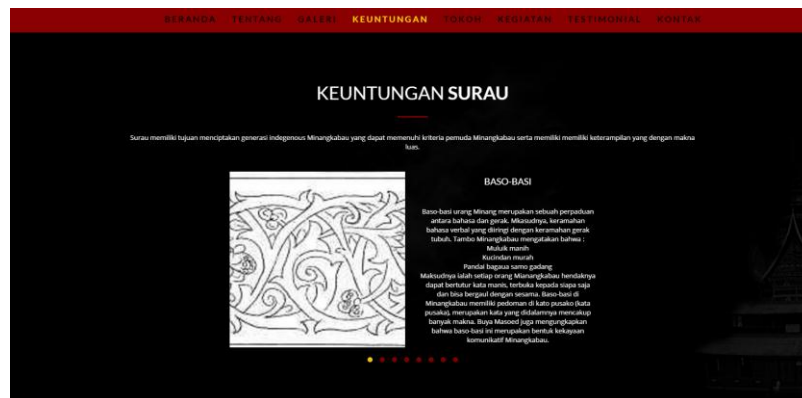 BERANDA TENTANG GALERI KEUNTUNGAN TOKOH KEGIATAN TESTIMONIAL KONTAK
KEUNTUNGAN SURAU
Surau memiliki tujuan menciptakan generasi indegenous Minangkabau yang dapat memenuhi kriteria pemuda Minangkabau serta memiliki memiliki keterampilan yang dengan makna
luas.
BASO-BASI
Baso-basi urang Minang merupakan sebuah perpaduan
antara bahasa dan gerak. Mkasudnya, keramahan
bahasa verbal yang diiringi dengan keramahan gerak
tubuh. Tambo Minangkabau mengatakan bahwa :
Muluik manih
Kucindan murah
Pandai bagaua samo gadang
Maksudnya ialah setiap orang Mianangkabau hendaknya
dapat bertutur kata manis, terbuka kepada siapa saja
dan bisa bergaul dengan sesama. Baso-basi di
Minangkabau memiliki pedoman di kato pusako (kata
pusaka), merupakan kata yang didalamnya mencakup
banyak makna. Buya Masoed juga mengungkapkan
bahwa baso-basi ini merupakan bentuk kekayaan
komunikatif Minangkabau.